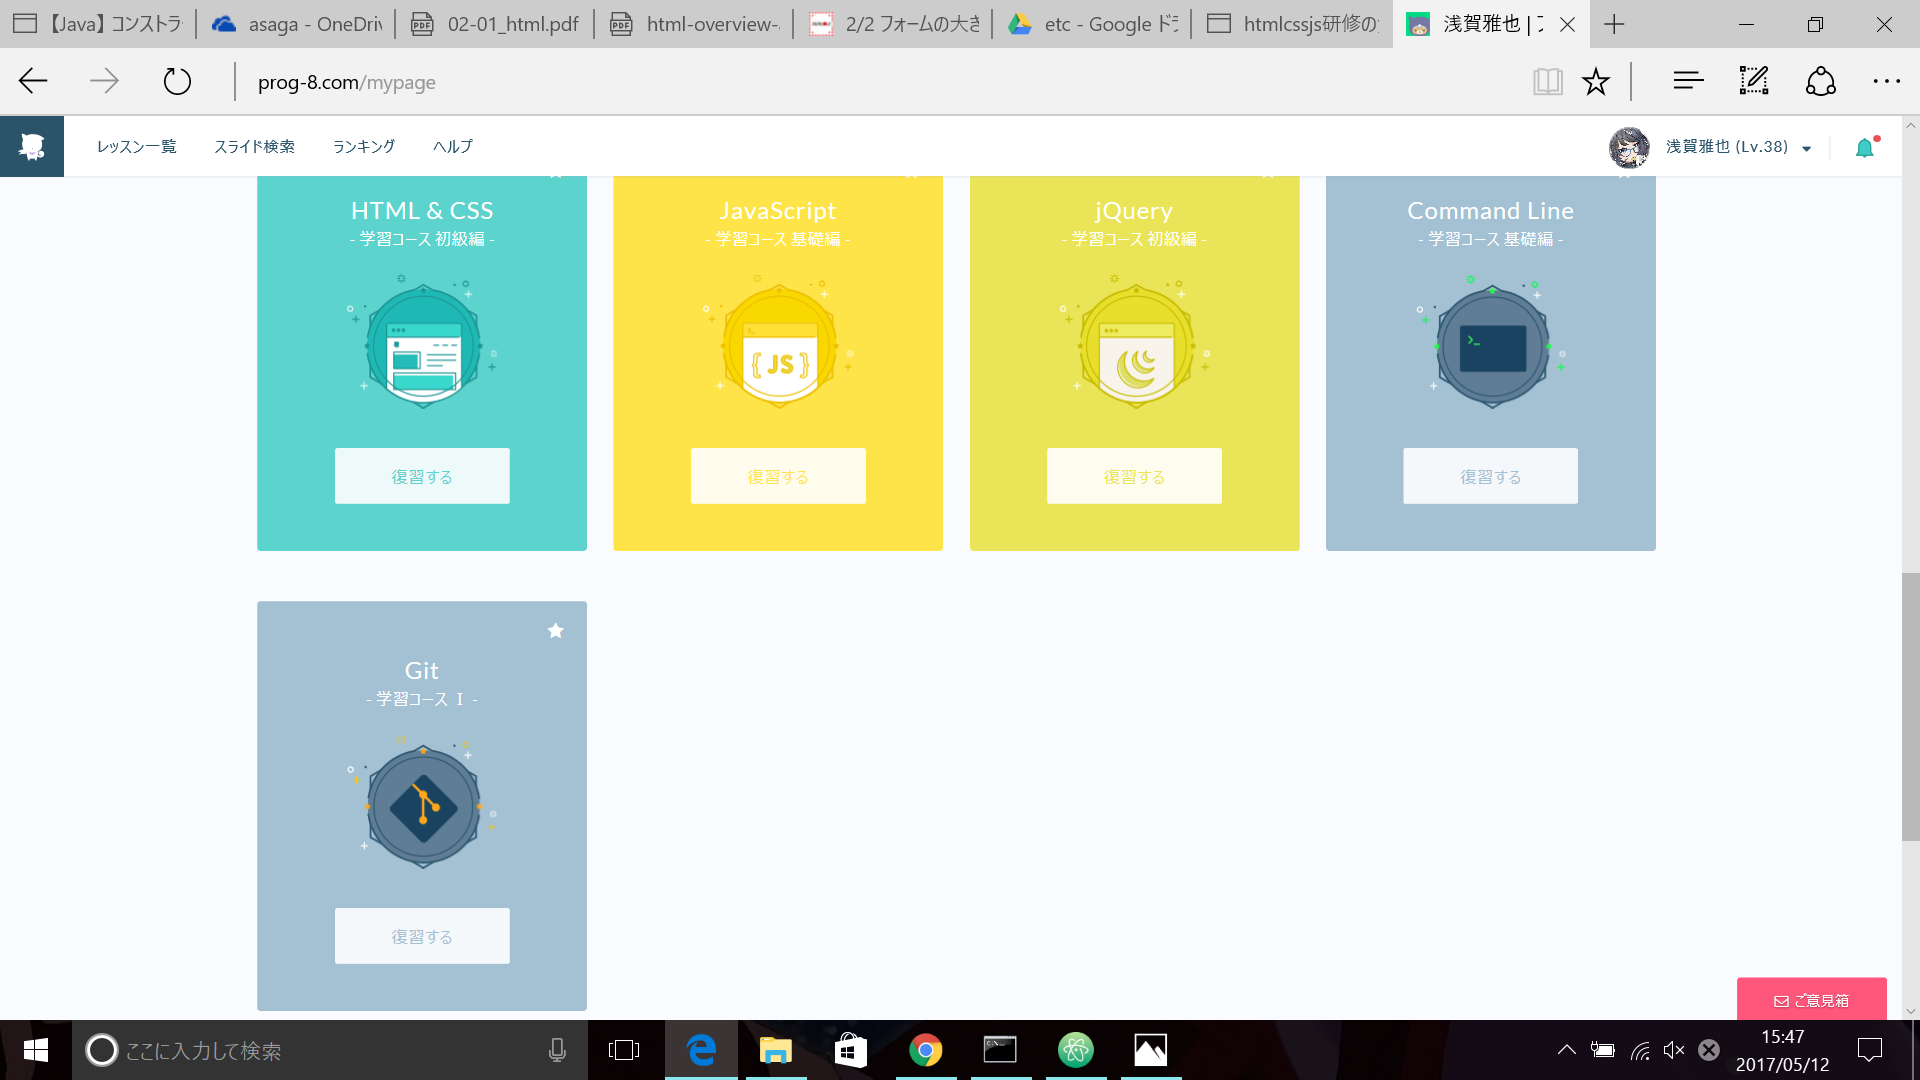 【Java】コンストラ
asaga - OneDriv
02-01_html.pdf
html-overview-
2/2 フォームの大き
etc - Google ド
htmlcssjs研修の
浅賀雅也 |
prog-8.com/mypage
レッスン一覧
スライド検索
ランキング
ヘルプ
浅賀雅也 (Lv.38)
HTML & CSS
- 学習コース 初級編 -
復習する
JavaScript
- 学習コース 基礎編 -
{ JS }
復習する
jQuery
- 学習コース 初級編 -
復習する
Command Line
- 学習コース 基礎編 -
>_
復習する
Git
- 学習コース Ⅰ -
復習する
ご意見箱
ここに入力して検索
15:47
2017/05/12